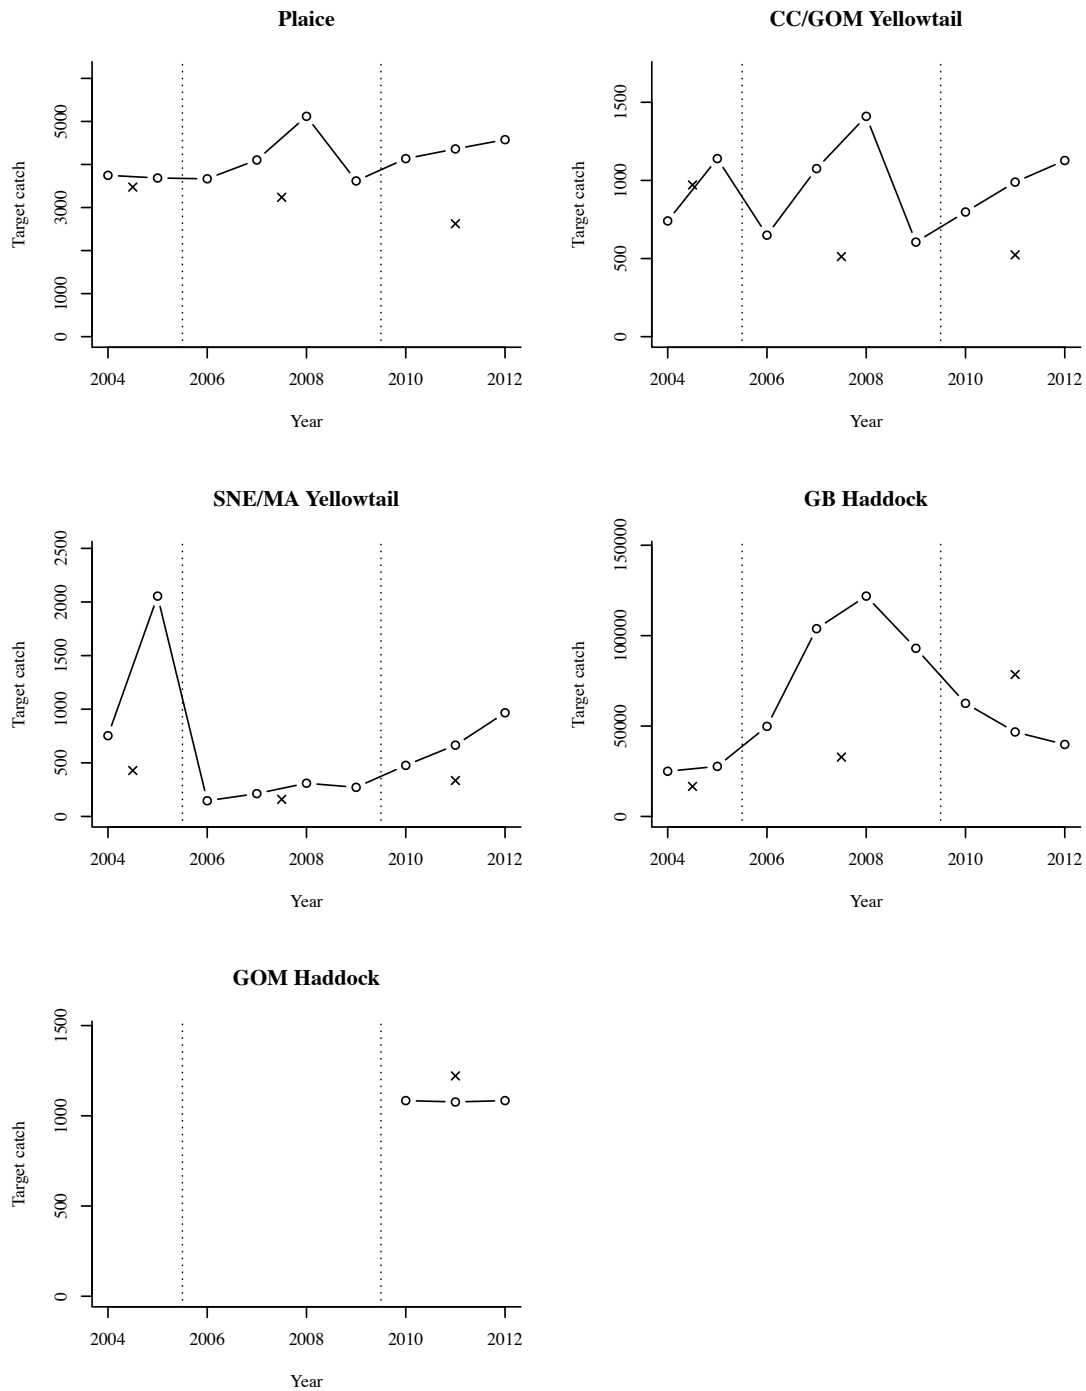 Plaice
Target catch
0 1000 3000 5000
2004 2006 2008 2010 2012
Year
CC/GOM Yellowtail
Target catch
0 500 1000 1500
2004 2006 2008 2010 2012
Year
SNE/MA Yellowtail
Target catch
0 500 1000 1500 2000 2500
2004 2006 2008 2010 2012
Year
GB Haddock
Target catch
0 50000 100000 150000
2004 2006 2008 2010 2012
Year
GOM Haddock
Target catch
0 500 1000 1500
2004 2006 2008 2010 2012
Year